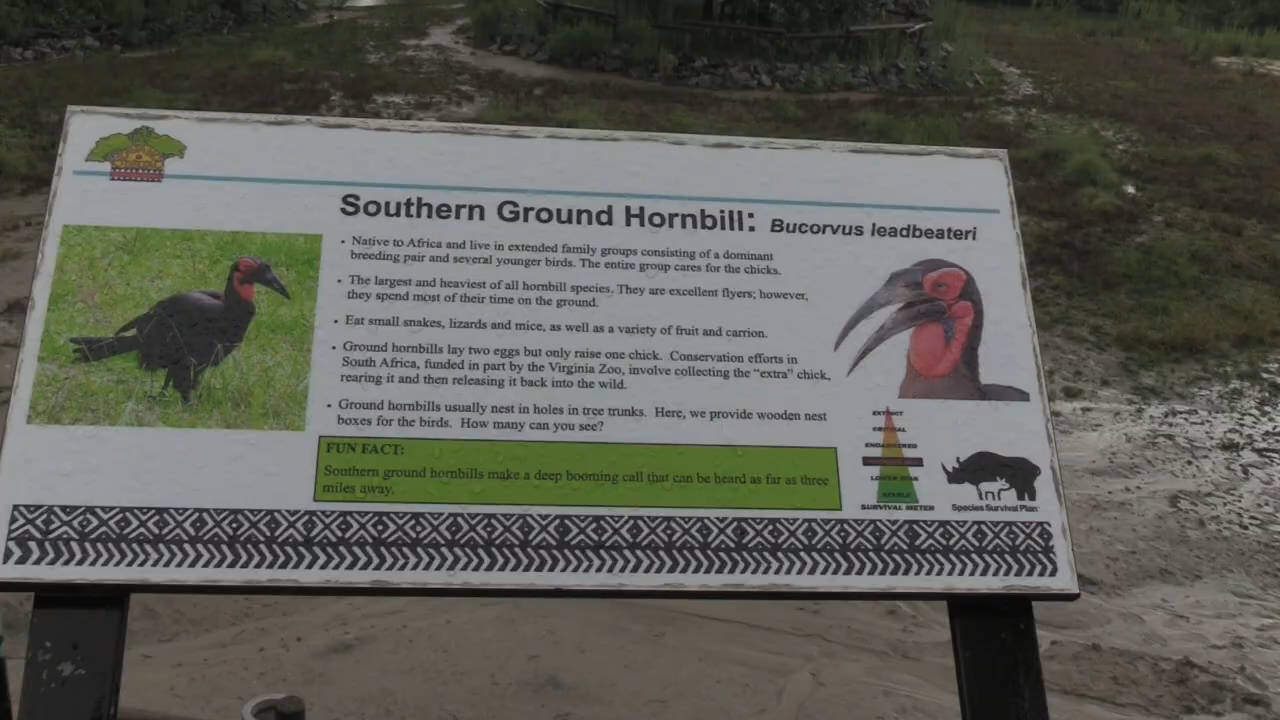 Southern Ground Hornbill: Bucorvus leadbeateri
• Native to Africa and live in extended family groups consisting of a dominant
breeding pair and several younger birds. The entire group cares for the chicks.
• The largest and heaviest of all hornbill species. They are excellent flyers; however,
they spend most of their time on the ground.
• Eat small snakes, lizards and mice, as well as a variety of fruit and carrion.
• Ground hornbills lay two eggs but only raise one chick. Conservation efforts in
South Africa, funded in part by the Virginia Zoo, involve collecting the “extra” chick,
rearing it and then releasing it back into the wild.
• Ground hornbills usually nest in holes in tree trunks. Here, we provide wooden nest
boxes for the birds. How many can you see?
FUN FACT:
Southern ground hornbills make a deep booming call that can be heard as far as three
miles away.
EXTINCT
CRITICAL
ENDANGERED
LOWER RISK
STABLE
SURVIVAL METER
Species Survival Plan